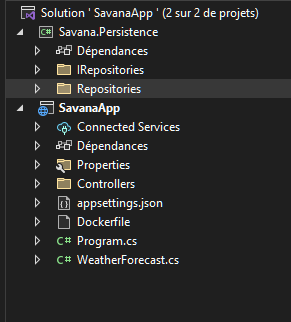 Solution ' SavanaApp ' (2 sur 2 de projets)
Savana.Persistence
Dépendances
IRepositories
Repositories
SavanaApp
Connected Services
Dépendances
Properties
Controllers
appsettings.json
Dockerfile
C# Program.cs
C# WeatherForecast.cs